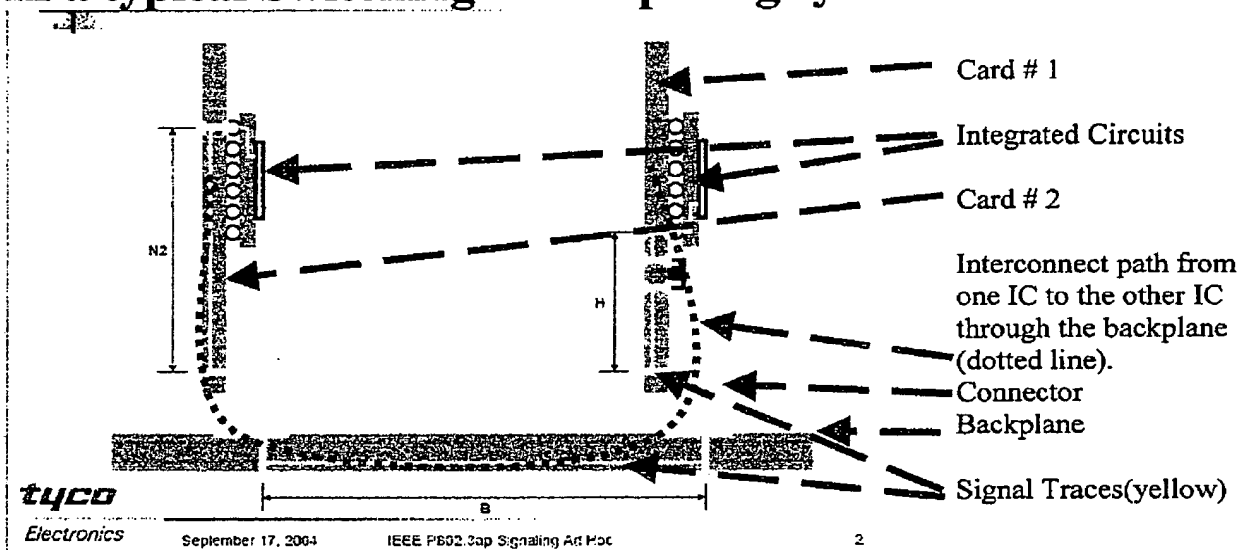 a typical
Card # 1
Integrated Circuits
N2
Card # 2
H
Interconnect path from
one IC to the other IC
through the backplane
(dotted line).
Connector
Backplane
Signal Traces(yellow)
B
tyco
Electronics
September 17, 2004
IEEE P802.3ap Signaling Ad Hoc
2